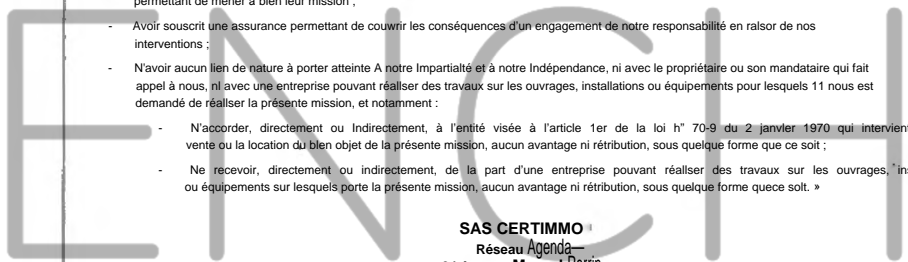 permettant de mener à bien leur mission ;
- Avoir souscrit une assurance permettant de couwrir les conséquences d'un engagement de notre responsabilité en ralsor de nos
interventions ;
- N'avoir aucun lien de nature à porter atteinte A notre Impartialté et à notre Indépendance, ni avec le propriétaire ou son mandataire qui fait
appel à nous, nl avec une entreprise pouvant réallser des travaux sur les ouvrages, installations ou équipements pour lesquels 11 nous est
demandé de réallser la présente mission, et notamment :
- N'accorder, directement ou Indirectement, à l'entité visée à l'article 1er de la loi h" 70-9 du 2 janvler 1970 qui intervient
vente ou la location du blen objet de la présente mission, aucun avantage ni rétribution, sous quelque forme que ce soit ;
- Ne recevoir, directement ou indirectement, de la part d'une entreprise pouvant réallser des travaux sur les ouvrages,
ou équipements sur lesquels porte la présente mission, aucun avantage ni rétribution, sous quelque forme quece solt. »
SAS CERTIMMO
Réseau Agenda—
ENCH